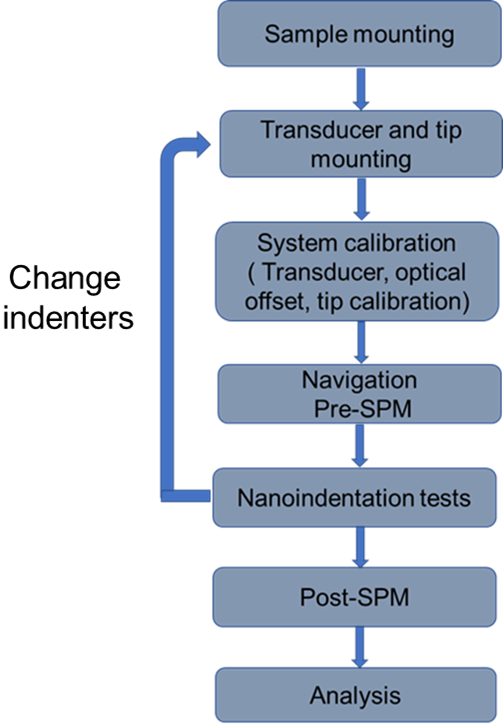 Sample mounting
Transducer and tip
mounting
Change
indenters
System calibration
( Transducer, optical
offset, tip calibration)
Navigation
Pre-SPM
Nanoindentation tests
Post-SPM
Analysis